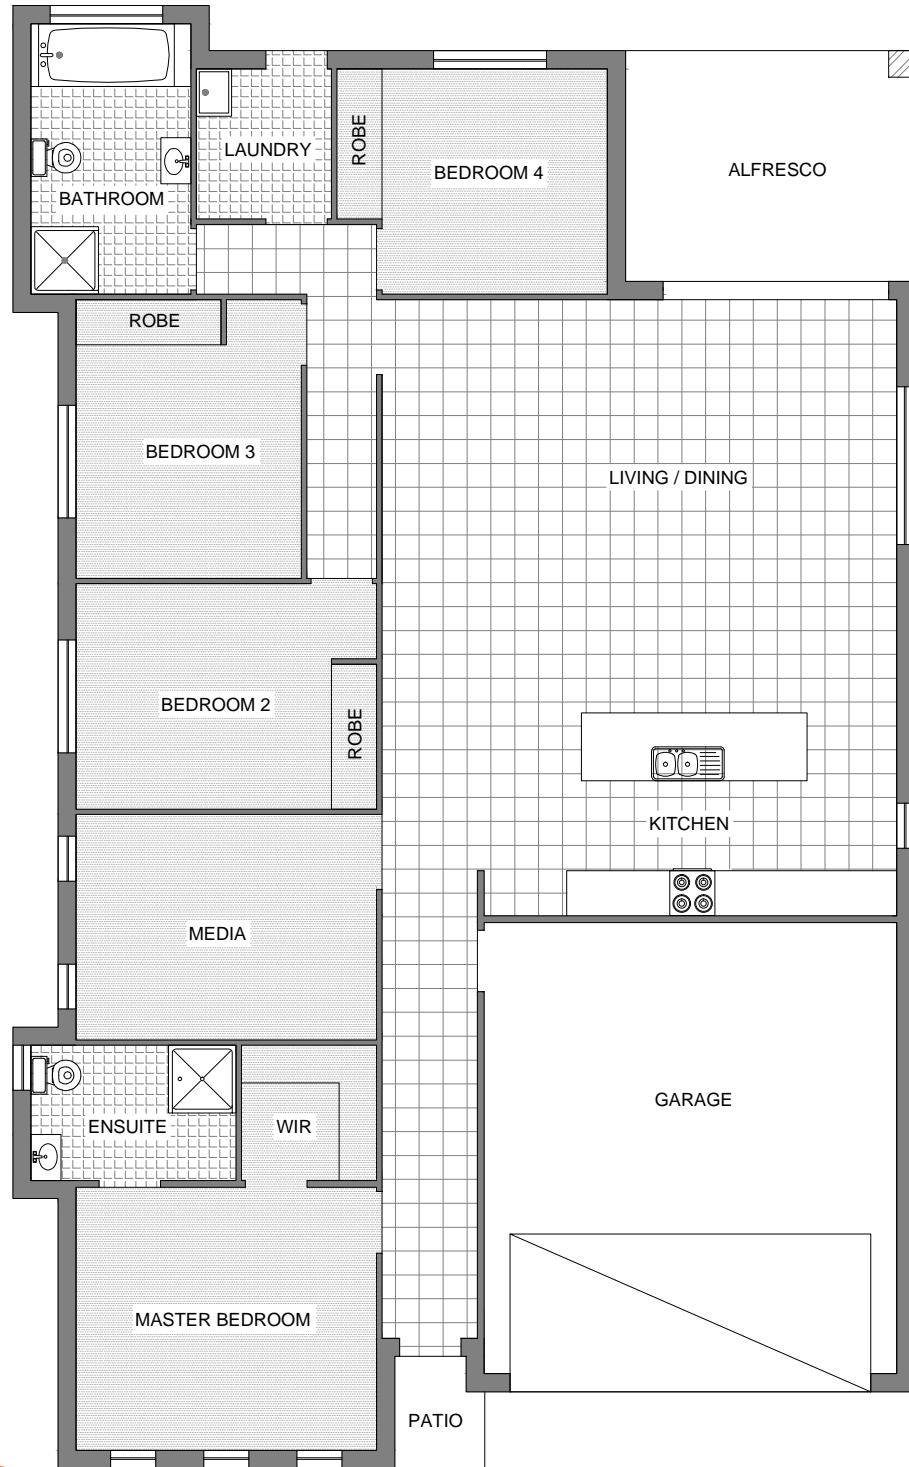 LAUNDRY
ROBE
BEDROOM 4
ALFRESCO
BATHROOM
ROBE
BEDROOM 3
LIVING / DINING
BEDROOM 2
ROBE
KITCHEN
MEDIA
GARAGE
ENSUITE
WIR
MASTER BEDROOM
PATIO